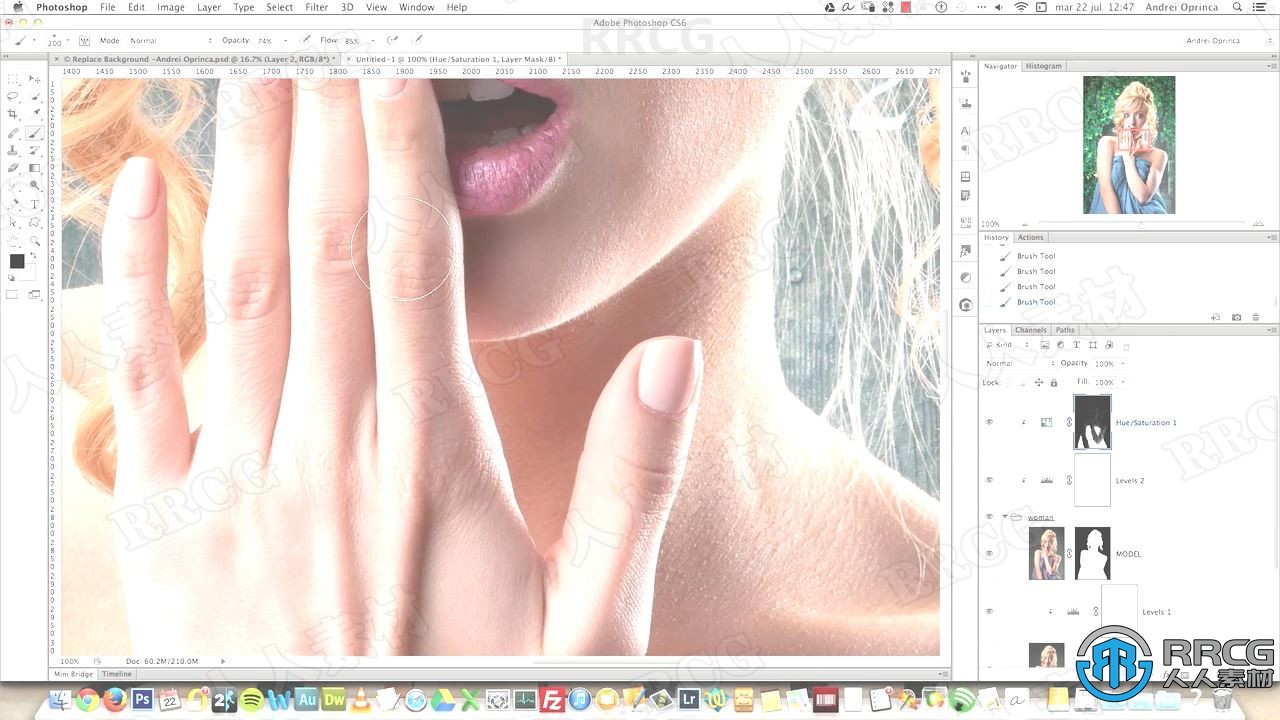 Photoshop File Edit Image Layer Type Select Filter 3D View Window Help
mar 22 jul 12:47 Andrei Oprinca
Adobe Photoshop CS6
RRCG
200 Mode Normal Opacity: 74% Flow: 85%
Andrei Oprinca
× © Replace Background -Andrei Oprinca.psd @ 16.7% (Layer 2, RGB/8*) *
× Untitled-1 @ 100% (Hue/Saturation 1, Layer Mask/8) *
1400 1450 1500 1550 1600 1650 1700 1750 1800 1850 1900 1950 2000 2050 2100 2150 2200 2250 2300 2350 2400 2450 2500 2550 2600 2650
Navigator Histogram
100%
History Actions
Brush Tool
Brush Tool
Brush Tool
Brush Tool
Layers Channels Paths
Kind
Normal Opacity 100%
Lock Fill: 100%
Hue/Saturation 1
Levels 2
woman
MODEL
Levels 1
100% Doc: 60.2M/210.0M
Mini Bridge Timeline
RRCG
人人素材